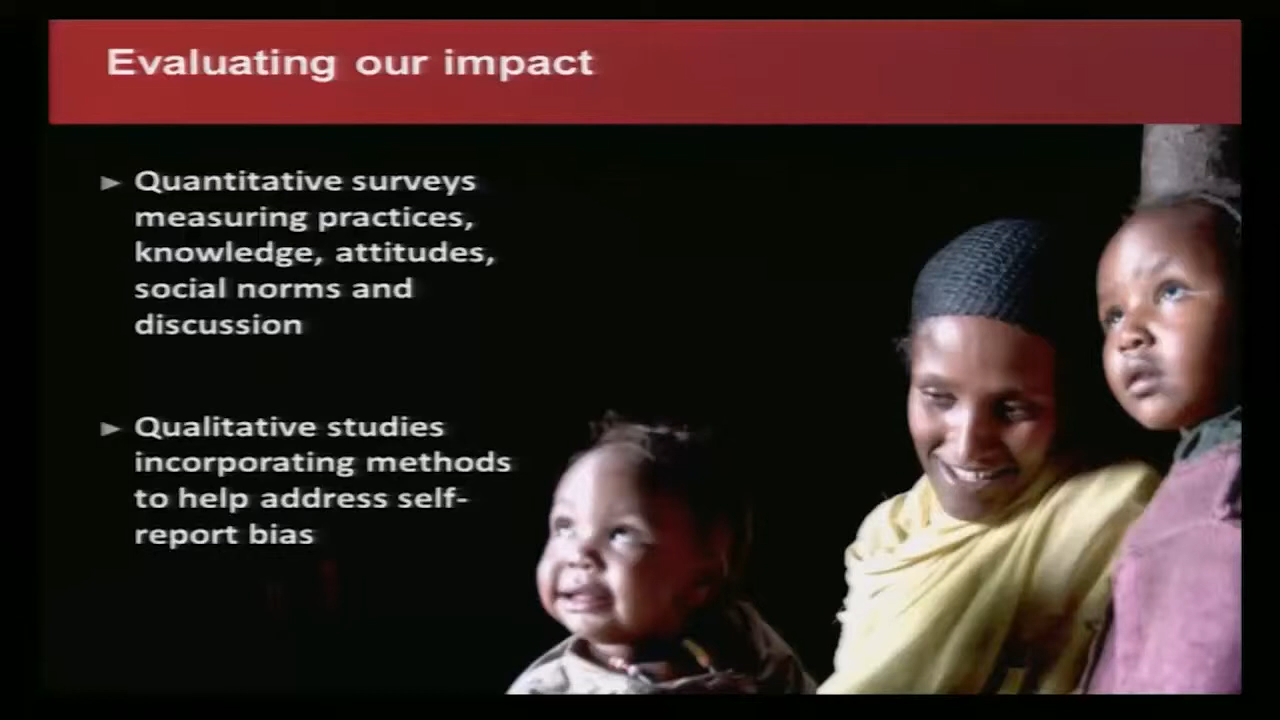 Evaluating our impact
► Quantitative surveys
measuring practices,
knowledge, attitudes,
social norms and
discussion
► Qualitative studies
incorporating methods
to help address self-
report bias